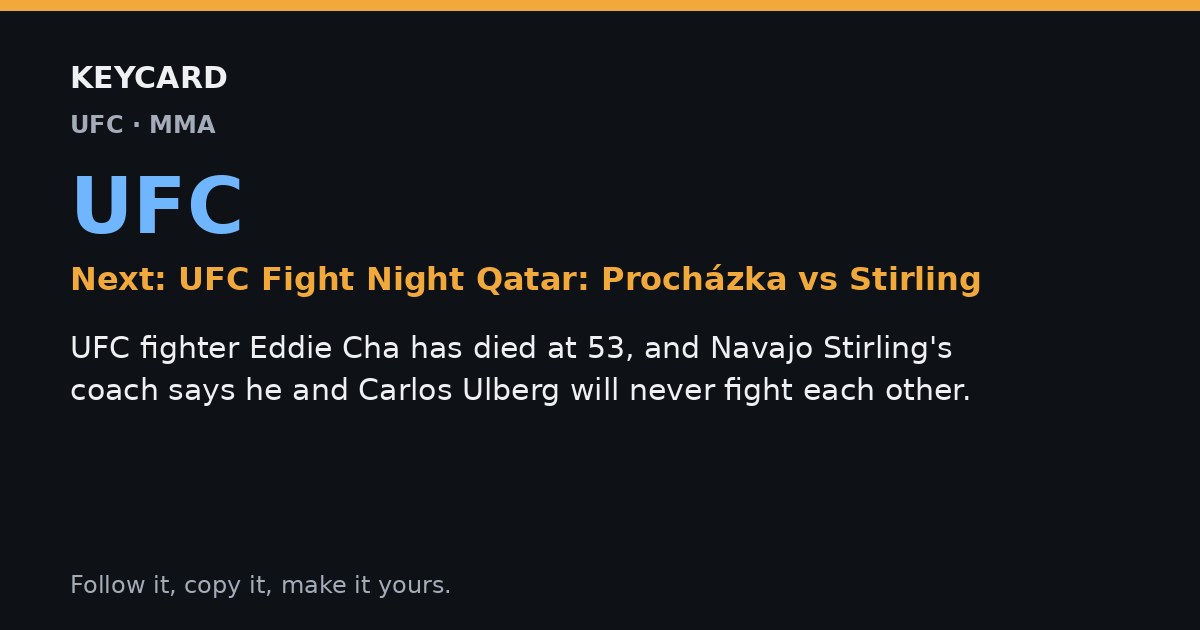 KEYCARD
UFC · MMA
UFC
Next: UFC Fight Night Qatar: Procházka vs Stirling
UFC fighter Eddie Cha has died at 53, and Navajo Stirling's
coach says he and Carlos Ulberg will never fight each other.
Follow it, copy it, make it yours.